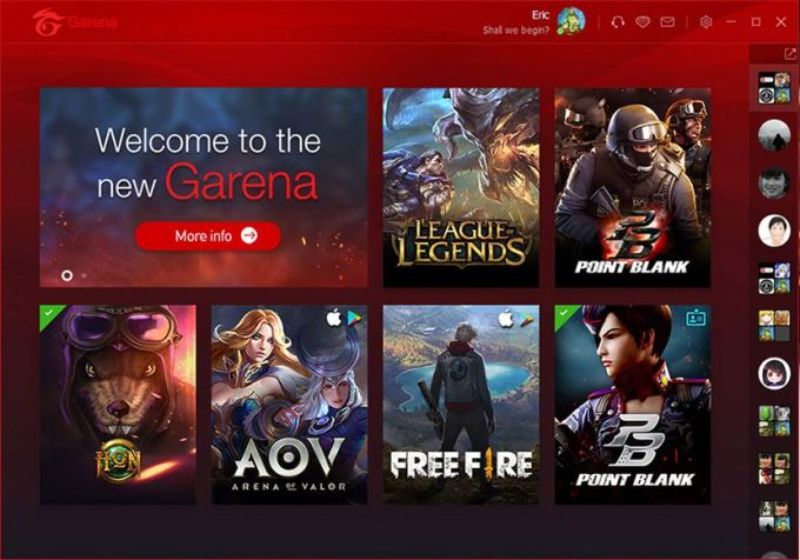 Garena
Eric
Shall we begin?
Welcome to the
new Garena
More info
LEAGUE OF
LEGENDS
PB
POINT BLANK
HON
AOV
ARENA OF VALOR
FREE FIRE
PB
POINT BLANK